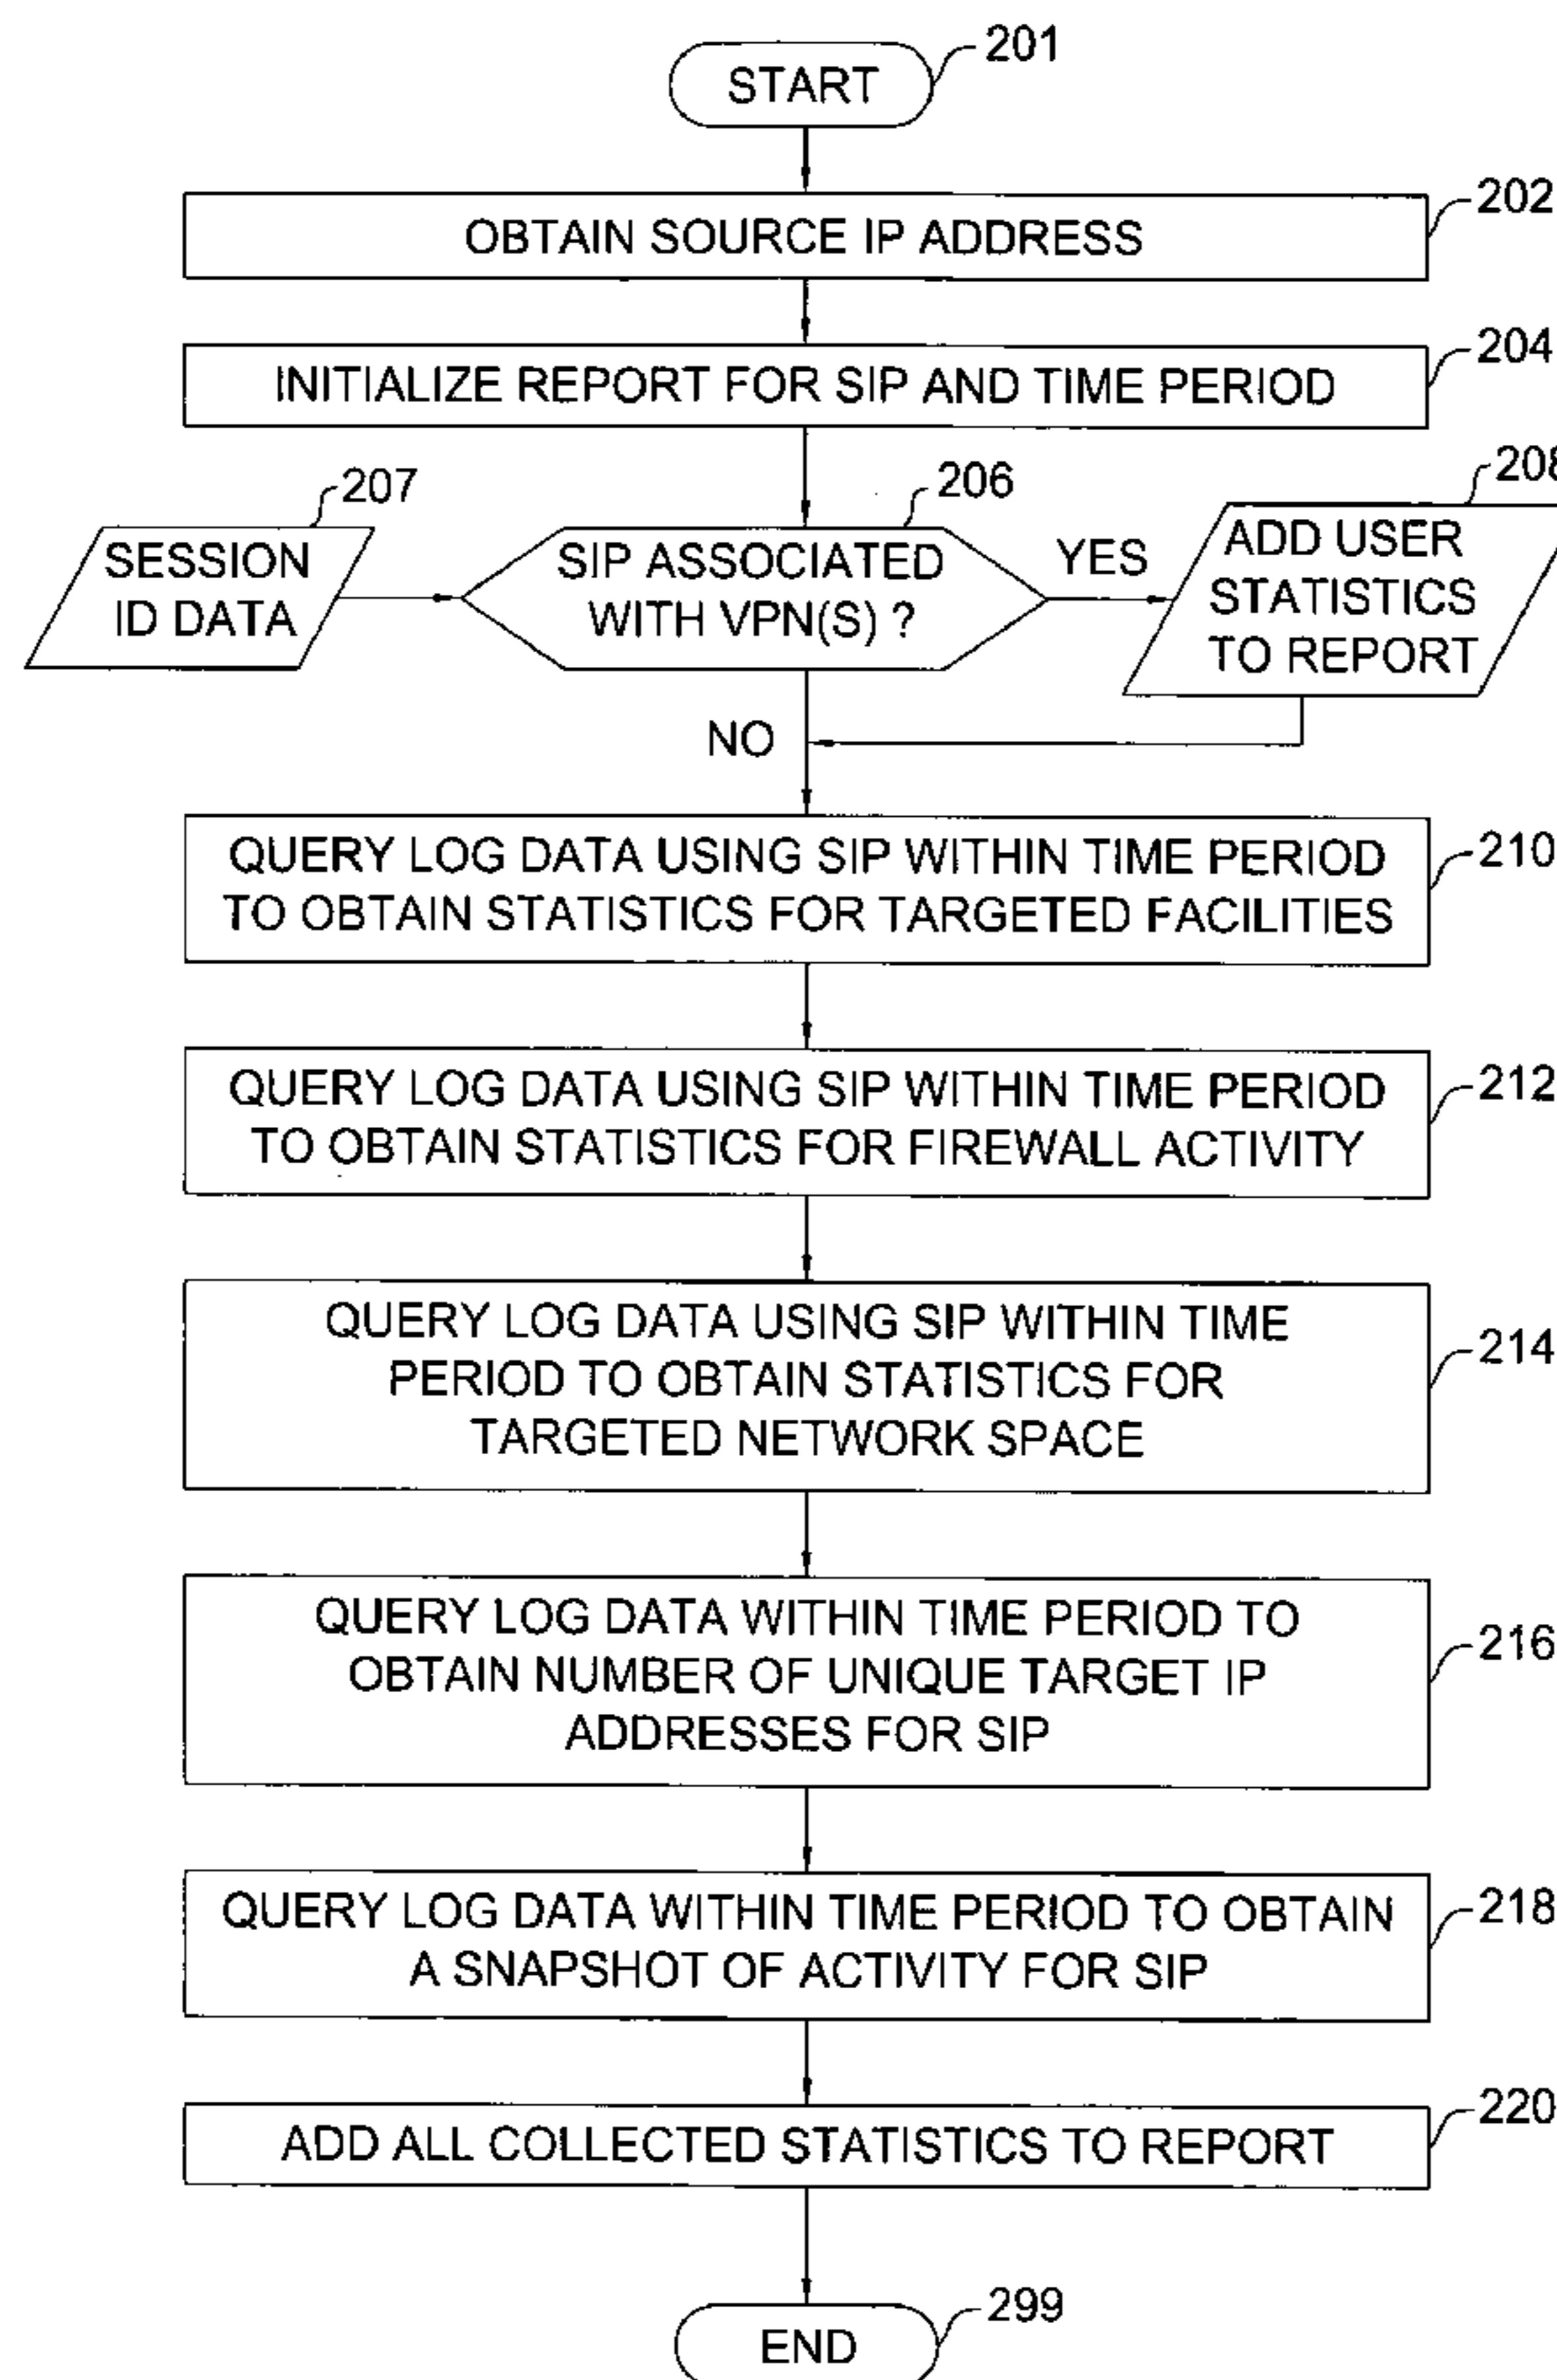 201
START
202
OBTAIN SOURCE IP ADDRESS
204
INITIALIZE REPORT FOR SIP AND TIME PERIOD
207
SESSION
ID DATA
206
SIP ASSOCIATED
WITH VPN(S) ?
YES
208
ADD USER
STATISTICS
TO REPORT
NO
210
QUERY LOG DATA USING SIP WITHIN TIME PERIOD
TO OBTAIN STATISTICS FOR TARGETED FACILITIES
212
QUERY LOG DATA USING SIP WITHIN TIME PERIOD
TO OBTAIN STATISTICS FOR FIREWALL ACTIVITY
214
QUERY LOG DATA USING SIP WITHIN TIME
PERIOD TO OBTAIN STATISTICS FOR
TARGETED NETWORK SPACE
216
QUERY LOG DATA WITHIN TIME PERIOD TO
OBTAIN NUMBER OF UNIQUE TARGET IP
ADDRESSES FOR SIP
218
QUERY LOG DATA WITHIN TIME PERIOD TO OBTAIN
A SNAPSHOT OF ACTIVITY FOR SIP
220
ADD ALL COLLECTED STATISTICS TO REPORT
299
END